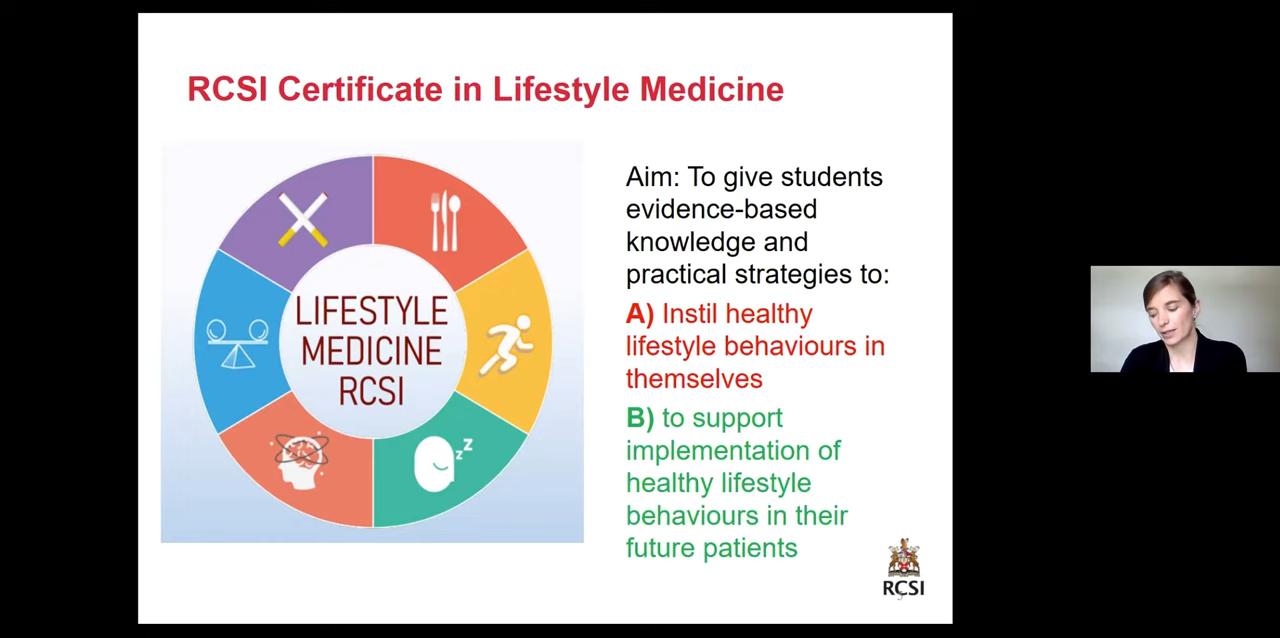 RCSI Certificate in Lifestyle Medicine
LIFESTYLE
MEDICINE
RCSI
z
z
Aim: To give students
evidence-based
knowledge and
practical strategies to:
A) Instil healthy
lifestyle behaviours in
themselves
B) to support
implementation of
healthy lifestyle
behaviours in their
future patients
RCSI